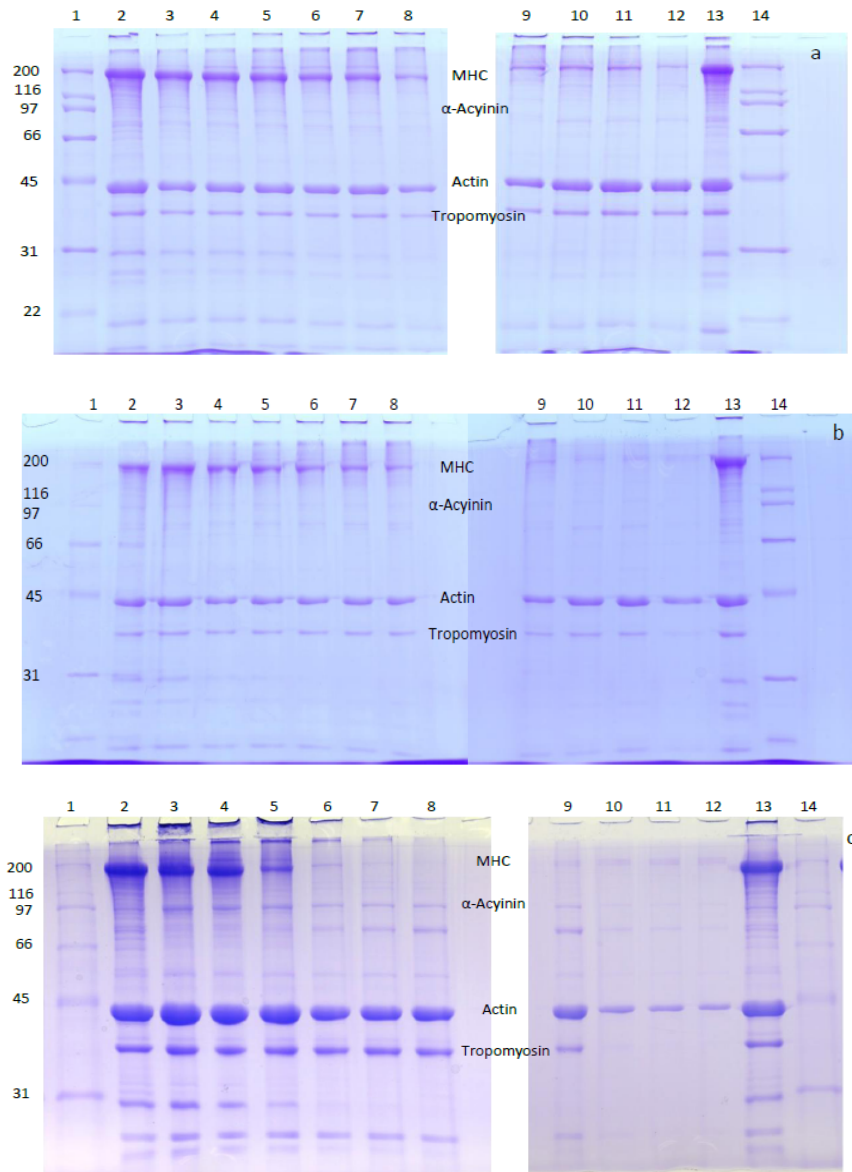 1 2 3 4 5 6 7 8 9 10 11 12 13 14
a
200 MHC
116 α-Acyinin
97
66
45 Actin
Tropomyosin
31
22
1 2 3 4 5 6 7 8 9 10 11 12 13 14
b
200 MHC
116 α-Acyinin
97
66
45 Actin
Tropomyosin
31
1 2 3 4 5 6 7 8 9 10 11 12 13 14
c
200 MHC
116
97 α-Acyinin
66
45 Actin
Tropomyosin
31